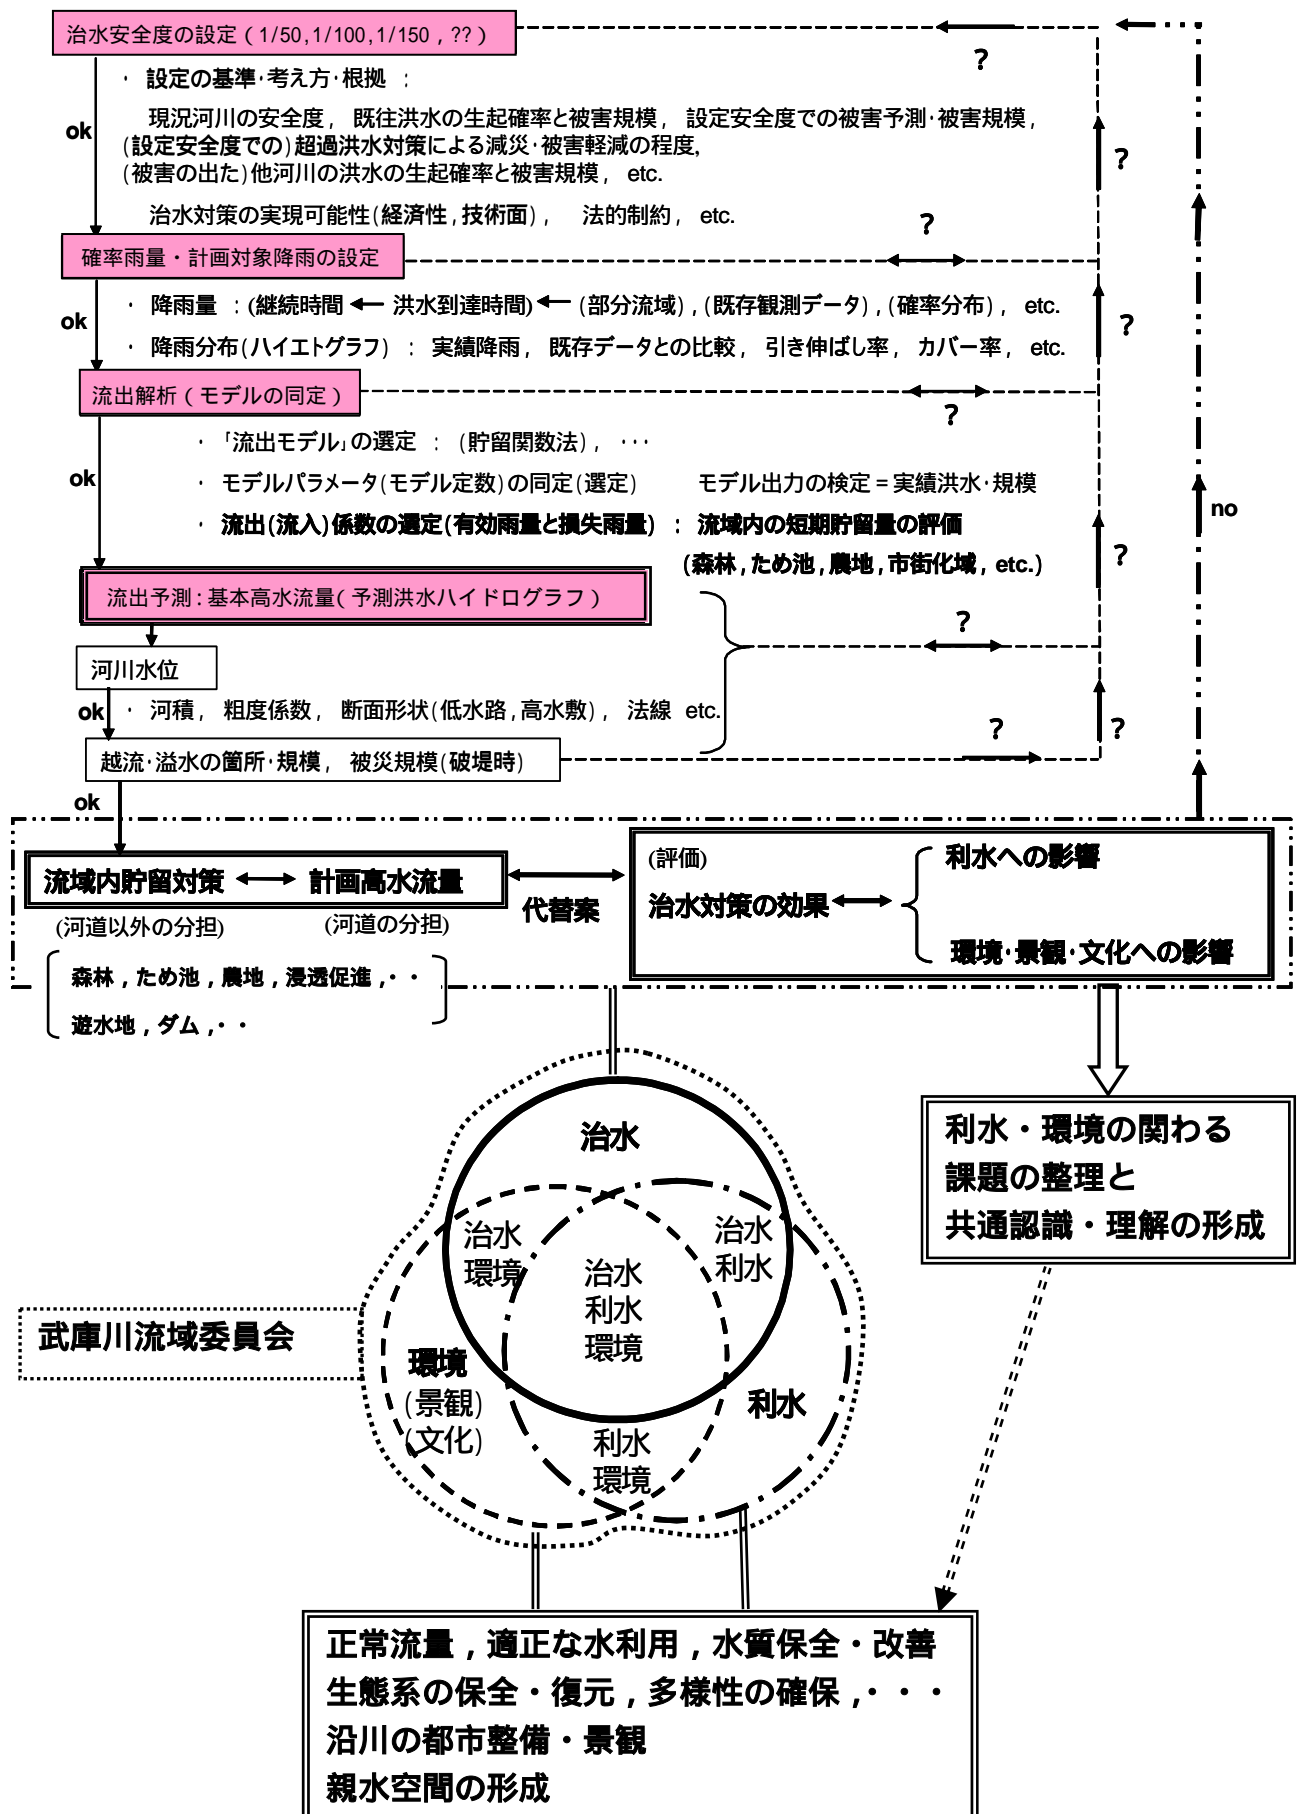 治水安全度の設定（1/50,1/100,1/150，??）
?
・ 設定の基準・考え方・根拠 ：
ok
現況河川の安全度， 既往洪水の生起確率と被害規模， 設定安全度での被害予測・被害規模，
(設定安全度での)超過洪水対策による減災・被害軽減の程度，
?
(被害の出た)他河川の洪水の生起確率と被害規模， etc.
治水対策の実現可能性(経済性，技術面)， 法的制約， etc.
?
確率雨量・計画対象降雨の設定
・ 降雨量 ：(継続時間 ← 洪水到達時間) ← (部分流域)，(既存観測データ)，(確率分布)， etc.
ok
?
・ 降雨分布(ハイエトグラフ) ： 実績降雨， 既存データとの比較， 引き伸ばし率， カバー率， etc.
流出解析（モデルの同定）
?
・ 「流出モデル」の選定 ： (貯留関数法)， ・・・
ok
・ モデルパラメータ(モデル定数)の同定(選定) モデル出力の検定＝実績洪水・規模
no
・ 流出(流入)係数の選定(有効雨量と損失雨量) ： 流域内の短期貯留量の評価
(森林，ため池，農地，市街化域，etc.)
?
流出予測：基本高水流量(予測洪水ハイドログラフ)
?
河川水位
ok
・ 河積， 粗度係数， 断面形状(低水路，高水敷)， 法線 etc.
?
?
越流・溢水の箇所・規模， 被災規模(破堤時)
ok
(評価)
利水への影響
流域内貯留対策 ←→ 計画高水流量
代替案
治水対策の効果
(河道以外の分担)
(河道の分担)
環境・景観・文化への影響
森林，ため池，農地，浸透促進，・・
遊水地，ダム，・・
治水
利水・環境の関わる
課題の整理と
共通認識・理解の形成
治水
環境
治水
利水
治水
利水
環境
武庫川流域委員会
環境
(景観)
(文化)
利水
利水
環境
正常流量，適正な水利用，水質保全・改善
生態系の保全・復元，多様性の確保，・・・
沿川の都市整備・景観
親水空間の形成